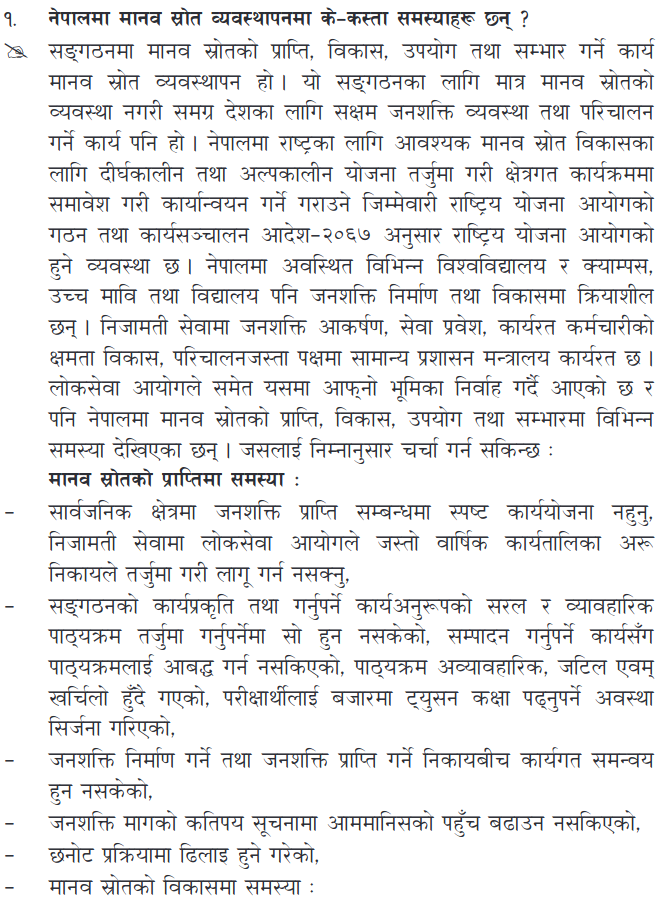 १. नेपालमा मानव स्रोत व्यवस्थापनमा के-कस्ता समस्याहरू छन् ?
सङ्गठनमा मानव स्रोतको प्राप्ति, विकास, उपयोग तथा सम्भार गर्ने कार्य
मानव स्रोत व्यवस्थापन हो । यो सङ्गठनका लागि मात्र मानव स्रोतको
व्यवस्था नगरी समग्र देशका लागि सक्षम जनशक्ति व्यवस्था तथा परिचालन
गर्ने कार्य पनि हो । नेपालमा राष्ट्रका लागि आवश्यक मानव स्रोत विकासका
लागि दीर्घकालीन तथा अल्पकालीन योजना तर्जुमा गरी क्षेत्रगत कार्यक्रममा
समावेश गरी कार्यान्वयन गर्ने गराउने जिम्मेवारी राष्ट्रिय योजना आयोगको
गठन तथा कार्यसञ्चालन आदेश-२०६७ अनुसार राष्ट्रिय योजना आयोगको
हुने व्यवस्था छ । नेपालमा अवस्थित विभिन्न विश्वविद्यालय र क्याम्पस,
उच्च मावि तथा विद्यालय पनि जनशक्ति निर्माण तथा विकासमा क्रियाशील
छन् । निजामती सेवामा जनशक्ति आकर्षण, सेवा प्रवेश, कार्यरत कर्मचारीको
क्षमता विकास, परिचालनजस्ता पक्षमा सामान्य प्रशासन मन्त्रालय कार्यरत छ ।
लोकसेवा आयोगले समेत यसमा आफ्नो भूमिका निर्वाह गर्दै आएको छ र
पनि नेपालमा मानव स्रोतको प्राप्ति, विकास, उपयोग तथा सम्भारमा विभिन्न
समस्या देखिएका छन् । जसलाई निम्नानुसार चर्चा गर्न सकिन्छ :
मानव स्रोतको प्राप्तिमा समस्या :
- सार्वजनिक क्षेत्रमा जनशक्ति प्राप्ति सम्बन्धमा स्पष्ट कार्ययोजना नहुनु,
निजामती सेवामा लोकसेवा आयोगले जस्तो वार्षिक कार्यतालिका अरू
निकायले तर्जुमा गरी लागू गर्न नसक्नु,
- सङ्गठनको कार्यप्रकृति तथा गर्नुपर्ने कार्यअनुरूपको सरल र व्यावहारिक
पाठ्यक्रम तर्जुमा गर्नुपर्नेमा सो हुन नसकेको, सम्पादन गर्नुपर्ने कार्यसँग
पाठ्यक्रमलाई आबद्ध गर्न नसकिएको, पाठ्यक्रम अव्यावहारिक, जटिल एवम्
खर्चिलो हुँदै गएको, परीक्षार्थीलाई बजारमा ट्युसन कक्षा पढ्नुपर्ने अवस्था
सिर्जना गरिएको,
- जनशक्ति निर्माण गर्ने तथा जनशक्ति प्राप्ति गर्ने निकायबीच कार्यगत समन्वय
हुन नसकेको,
- जनशक्ति मागको कतिपय सूचनामा आममानिसको पहुँच बढाउन नसकिएको,
- छनोट प्रक्रियामा ढिलाइ हुने गरेको,
- मानव स्रोतको विकासमा समस्या :